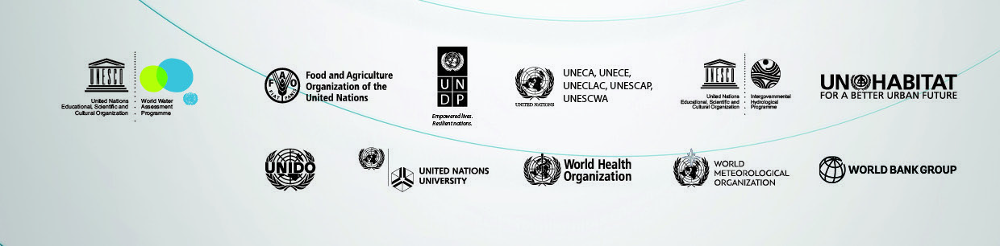 UNESCO
United Nations
Educational, Scientific and
Cultural Organization
World Water
Assessment
Programme
FAO
FIAT PANIS
Food and Agriculture
Organization of the
United Nations
UN
DP
Empowered lives.
Resilient nations.
UNITED NATIONS
UNECA, UNECE,
UNECLAC, UNESCAP,
UNESCWA
UNESCO
United Nations
Educational, Scientific and
Cultural Organization
Intergovernmental
Hydrological
Programme
UN HABITAT
FOR A BETTER URBAN FUTURE
UNIDO
UNITED NATIONS
UNIVERSITY
World Health
Organization
WORLD
METEOROLOGICAL
ORGANIZATION
WORLD BANK GROUP